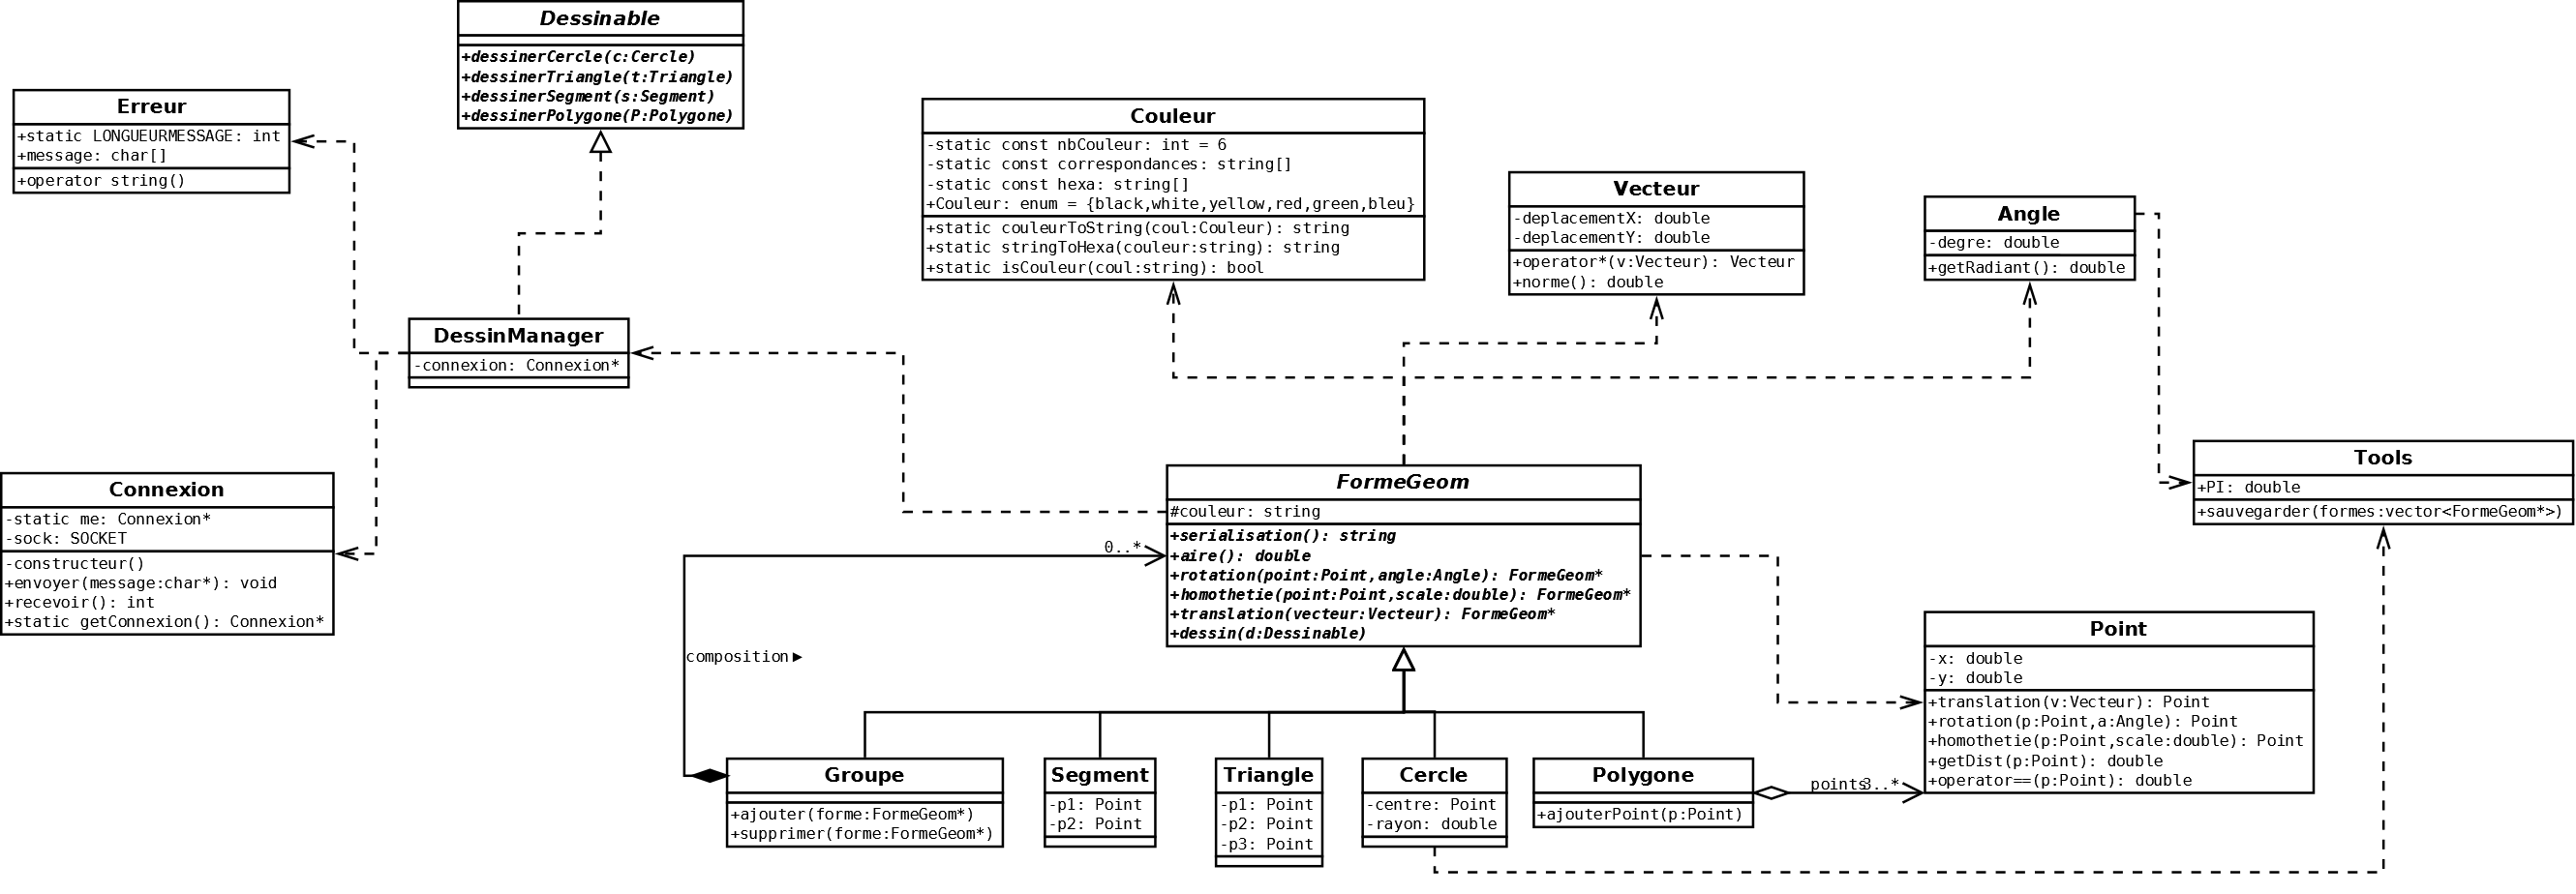 Dessinable
+dessinerCercle(c:Cercle)
+dessinerTriangle(t:Triangle)
+dessinerSegment(s:Segment)
+dessinerPolygone(P:Polygone)
Erreur
+static LONGUEURMESSAGE: int
+message: char[]
+operator string()
Couleur
-static const nbCouleur: int = 6
-static const correspondances: string[]
-static const hexa: string[]
+Couleur: enum = {black,white,yellow,red,green,bleu}
+static couleurToString(coul:Couleur): string
+static stringToHexa(couleur:string): string
+static isCouleur(coul:string): bool
Vecteur
-deplacementX: double
-deplacementY: double
+operator*(v:Vecteur): Vecteur
+norme(): double
Angle
-degre: double
+getRadiant(): double
DessinManager
-connexion: Connexion*
Connexion
-static me: Connexion*
-sock: SOCKET
-constructeur()
+envoyer(message:char*): void
+recevoir(): int
+static getConnexion(): Connexion*
FormeGeom
#couleur: string
+serialisation(): string
+aire(): double
+rotation(point:Point,angle:Angle): FormeGeom*
+homothetie(point:Point,scale:double): FormeGeom*
+translation(vecteur:Vecteur): FormeGeom*
+dessin(d:Dessinable)
Tools
+PI: double
+sauvegarder(formes:vector<FormeGeom*>)
0..*
composition►
Point
-x: double
-y: double
+translation(v:Vecteur): Point
+rotation(p:Point,a:Angle): Point
+homothetie(p:Point,scale:double): Point
+getDist(p:Point): double
+operator==(p:Point): double
Groupe
+ajouter(forme:FormeGeom*)
+supprimer(forme:FormeGeom*)
Segment
-p1: Point
-p2: Point
Triangle
-p1: Point
-p2: Point
-p3: Point
Cercle
-centre: Point
-rayon: double
Polygone
+ajouterPoint(p:Point)
points
3..*